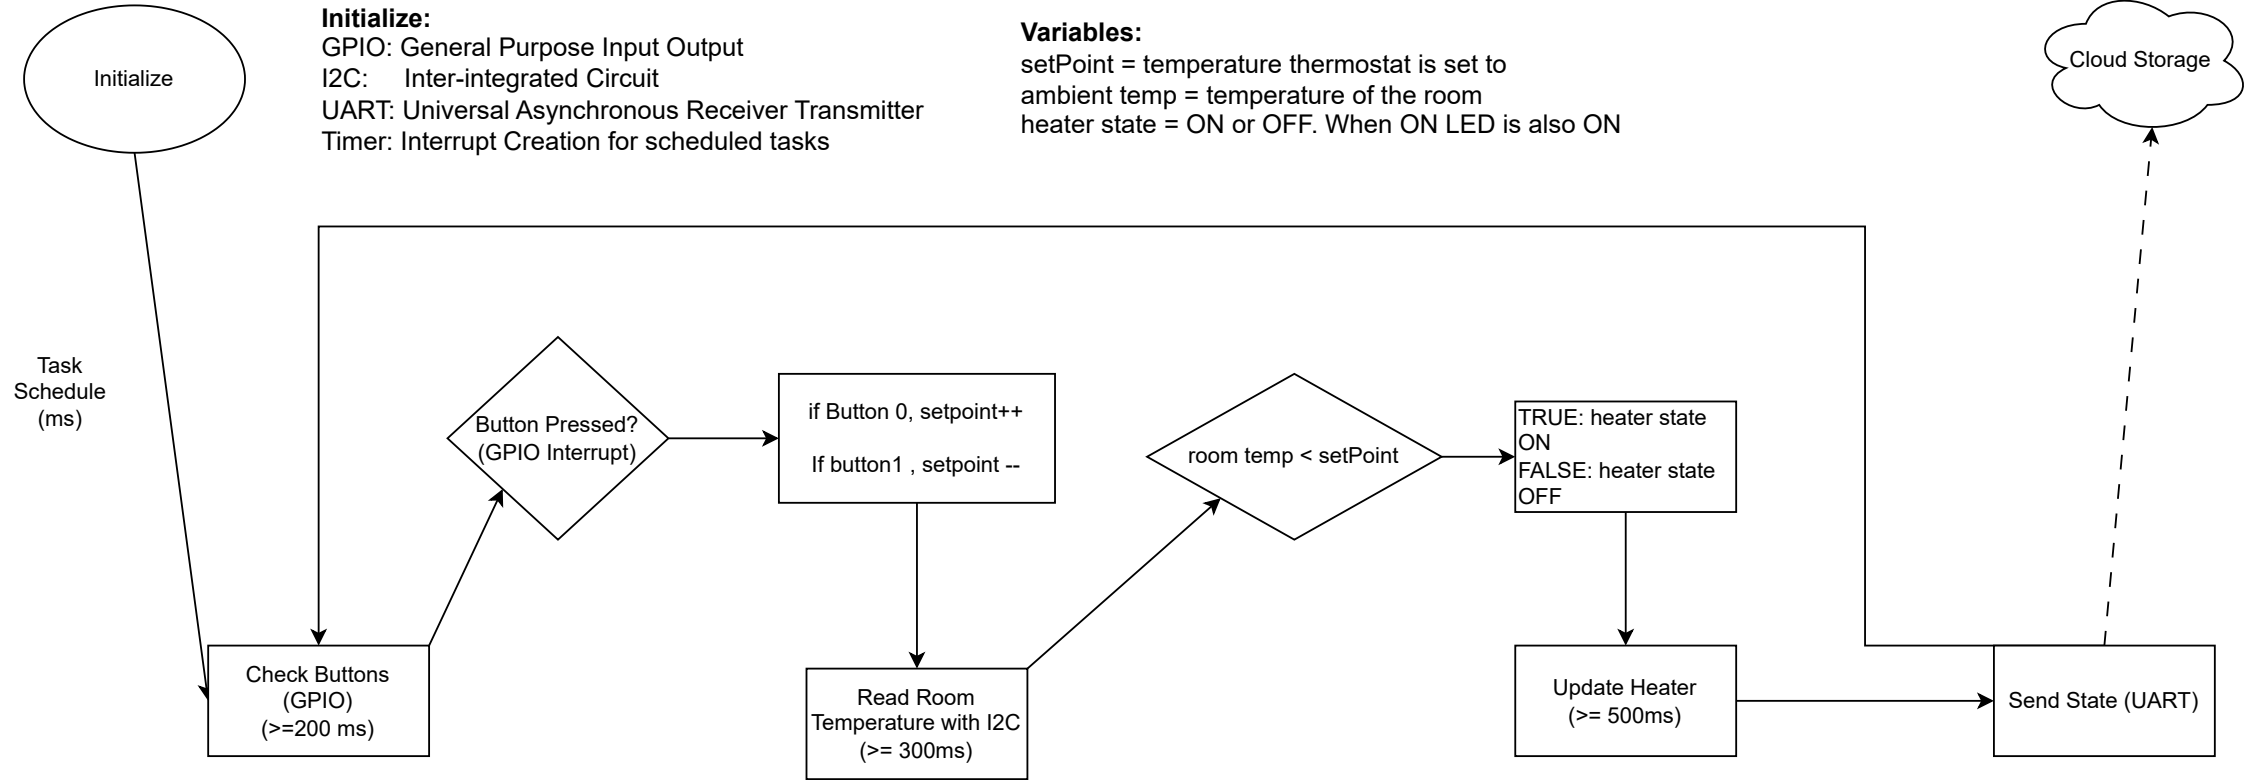 Initialize
Initialize:
GPIO: General Purpose Input Output
I2C: Inter-integrated Circuit
UART: Universal Asynchronous Receiver Transmitter
Timer: Interrupt Creation for scheduled tasks
Variables:
setPoint = temperature thermostat is set to
ambient temp = temperature of the room
heater state = ON or OFF. When ON LED is also ON
Cloud Storage
Task
Schedule
(ms)
Button Pressed?
(GPIO Interrupt)
if Button 0, setpoint++
If button1 , setpoint --
room temp < setPoint
TRUE: heater state
ON
FALSE: heater state
OFF
Check Buttons
(GPIO)
(>=200 ms)
Read Room
Temperature with I2C
(>= 300ms)
Update Heater
(>= 500ms)
Send State (UART)